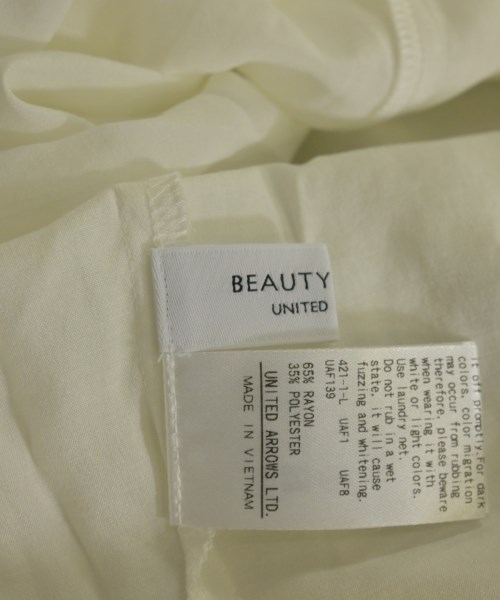 BEAUTY
UNITED
it off promptly.For dark
colors, color migration
may occur from rubbing
therefore, please beware
when wearing it with
white or light colors.
Use laundry net.
Do not rub in a wet
state, it will cause
fuzzing and whitening.
421-1-L UAF1 UAF8
UAF139
65% RAYON
35% POLYESTER
UNITED ARROWS LTD.
MADE IN VIETNAM